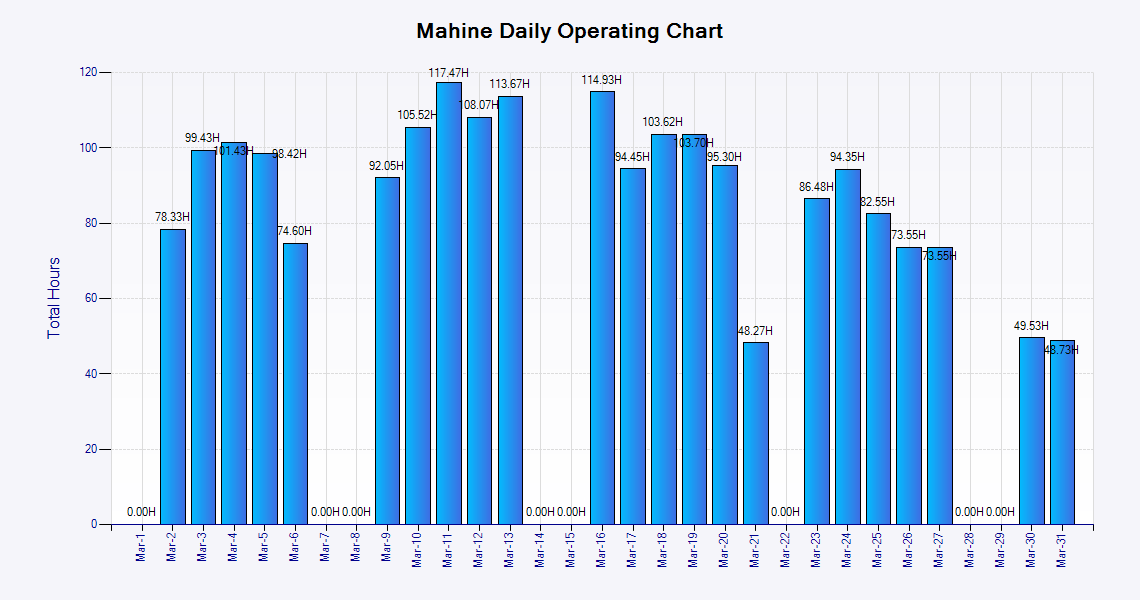 Mahine Daily Operating Chart
Total Hours
120
100
80
60
40
20
0
0.00H
78.33H
99.43H
101.43H
98.42H
74.60H
0.00H
0.00H
92.05H
105.52H
117.47H
108.07H
113.67H
0.00H
0.00H
114.93H
94.45H
103.62H
103.70H
95.30H
48.27H
0.00H
86.48H
94.35H
82.55H
73.55H
73.55H
0.00H
0.00H
49.53H
48.73H
Mar-1
Mar-2
Mar-3
Mar-4
Mar-5
Mar-6
Mar-7
Mar-8
Mar-9
Mar-10
Mar-11
Mar-12
Mar-13
Mar-14
Mar-15
Mar-16
Mar-17
Mar-18
Mar-19
Mar-20
Mar-21
Mar-22
Mar-23
Mar-24
Mar-25
Mar-26
Mar-27
Mar-28
Mar-29
Mar-30
Mar-31